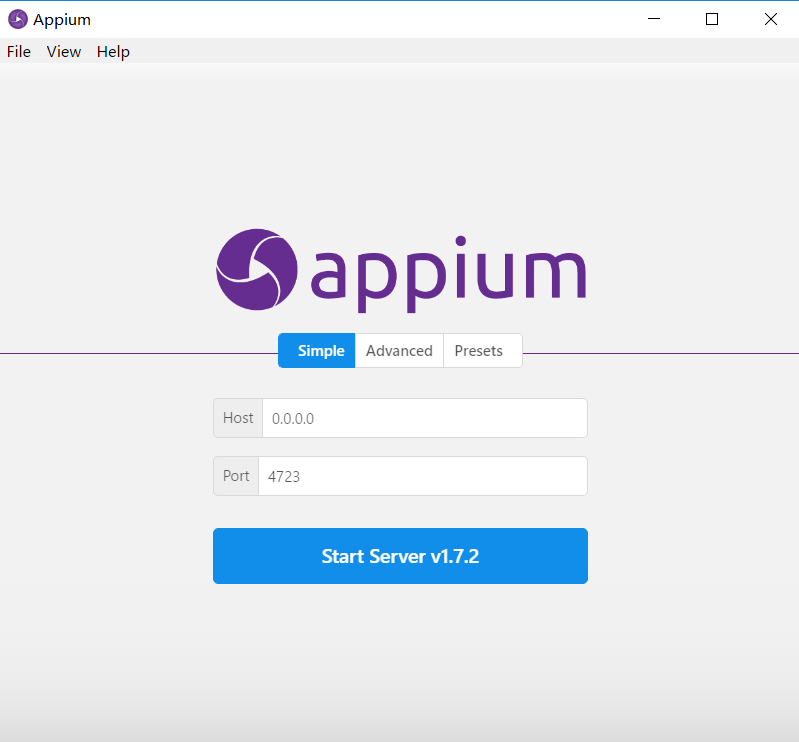 Appium
File View Help
appium
Simple Advanced Presets
Host 0.0.0.0
Port 4723
Start Server v1.7.2